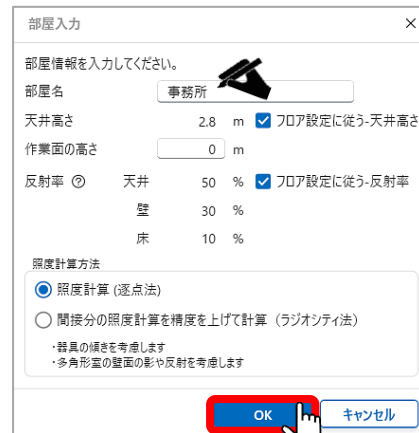 部屋入力
部屋情報を入力してください。
部屋名 事務所
天井高さ 2.8 m フロア設定に従う-天井高さ
作業面の高さ 0 m
反射率 ? 天井 50 % フロア設定に従う-反射率
壁 30 %
床 10 %
照度計算方法
照度計算 (逐点法)
間接分の照度計算を精度を上げて計算 （ラジオシティ法）
・器具の傾きを考慮します
・多角形室の壁面の影や反射を考慮します
OK キャンセル